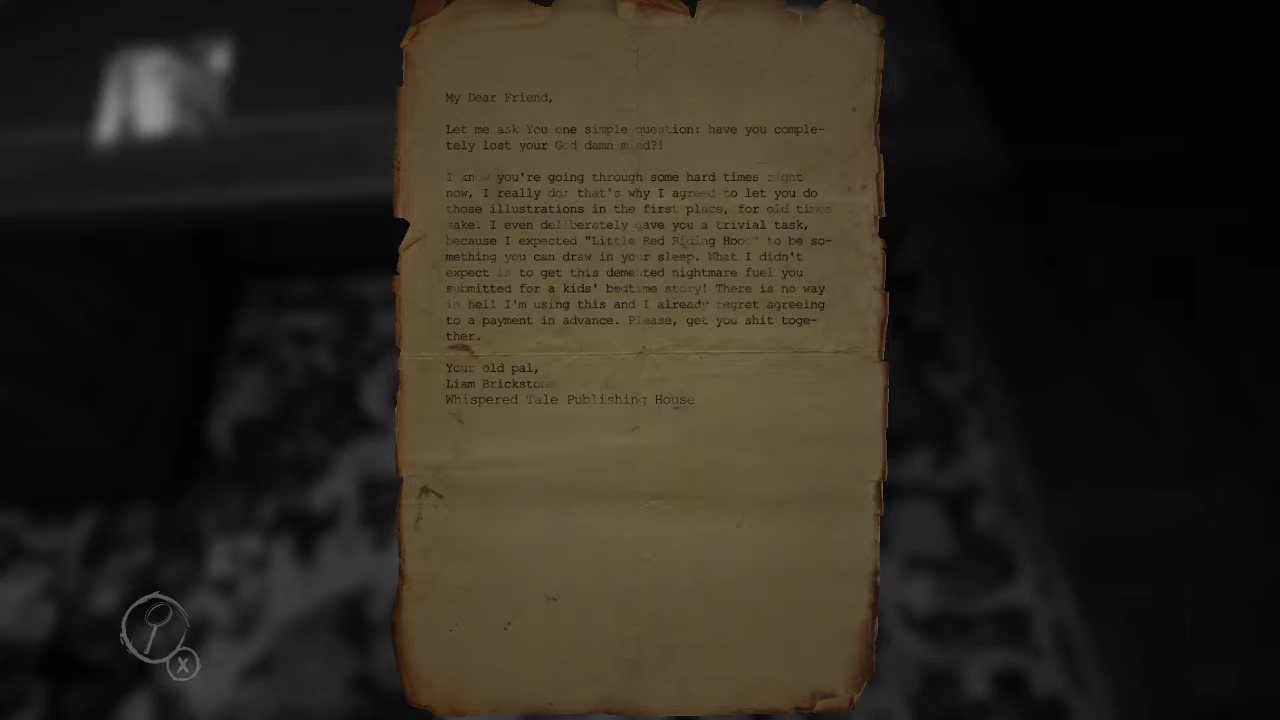 My Dear Friend,
Let me ask You one simple question: have you comple-
tely lost your God damn mind?!
I know you're going through some hard times right
now, I really do; that's why I agreed to let you do
those illustrations in the first place, for old times
sake. I even deliberately gave you a trivial task,
because I expected "Little Red Riding Hood" to be so-
mething you can draw in your sleep. What I didn't
expect is to get this demented nightmare fuel you
submitted for a kids' bedtime story! There is no way
in hell I'm using this and I already regret agreeing
to a payment in advance. Please, get you shit toge-
ther.
Your old pal,
Liam Brickstone
Whispered Tale Publishing House
X